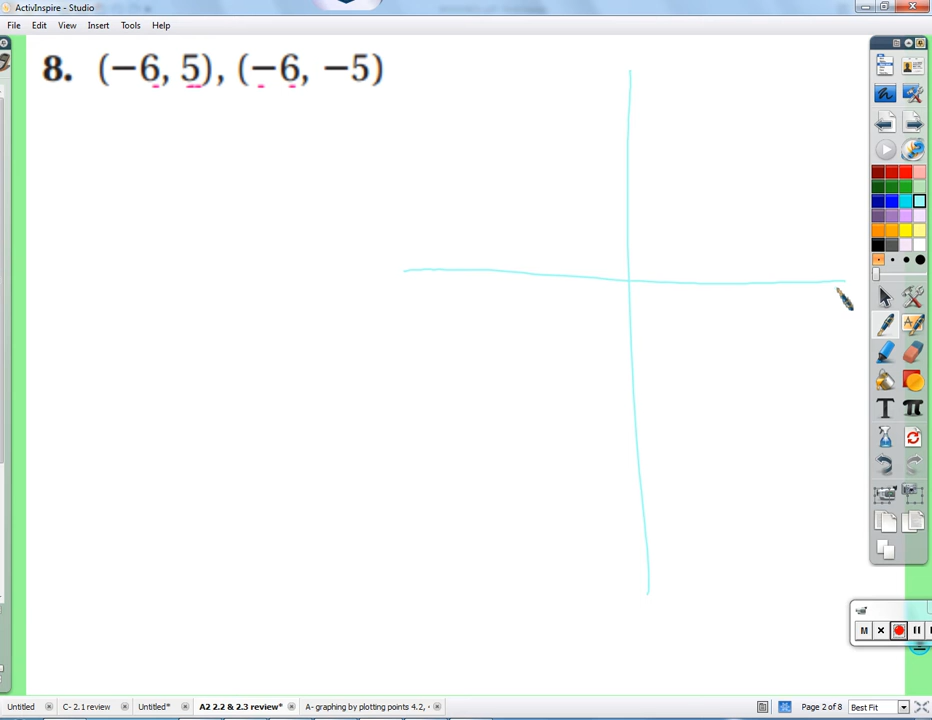 ActivInspire - Studio
File Edit View Insert Tools Help
8. (−6, 5), (−6, −5)
T π
M
Untitled C- 2.1 review Untitled* A2 2.2 & 2.3 review* A- graphing by plotting points 4.2, Page 2 of 8 Best Fit